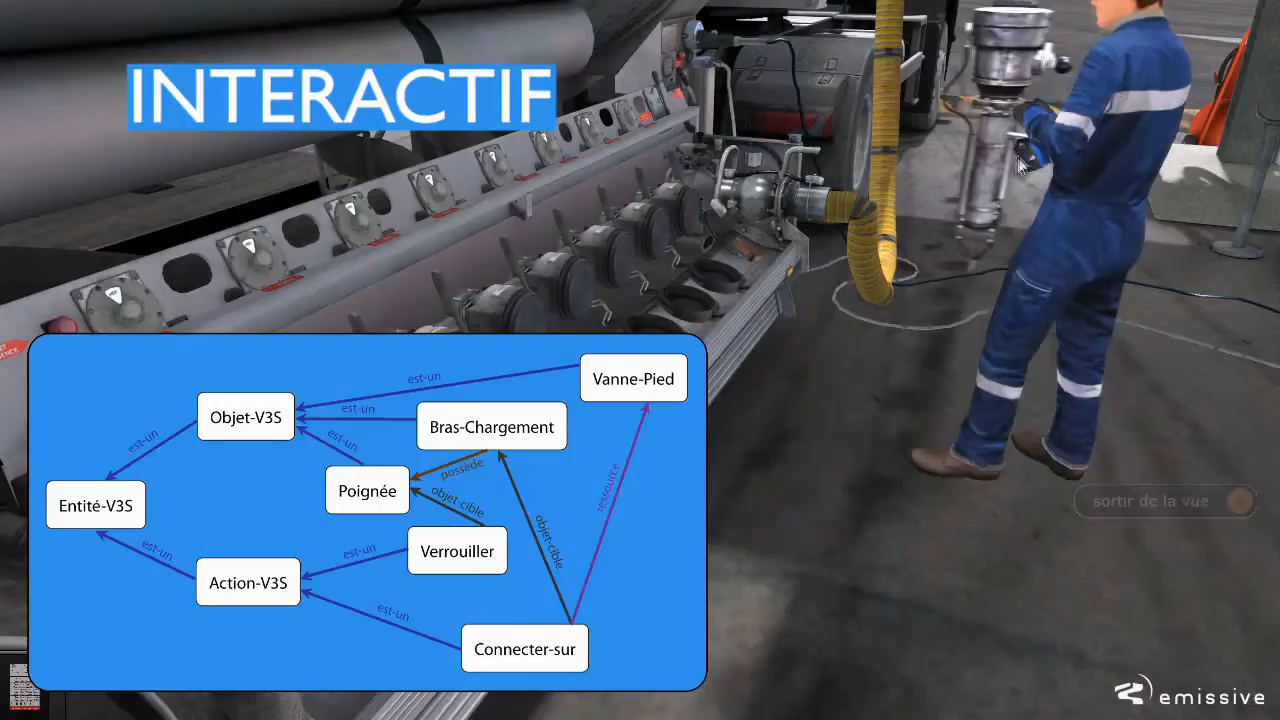 INTERACTIF
est-un
Vanne-Pied
Objet-V3S
est-un
Bras-Chargement
est-un
est-un
possède
Poignée
objet-cible
ressource
Entité-V3S
objet-cible
est-un
est-un
Verrouiller
Action-V3S
est-un
Connecter-sur
sortir de la vue
emissive